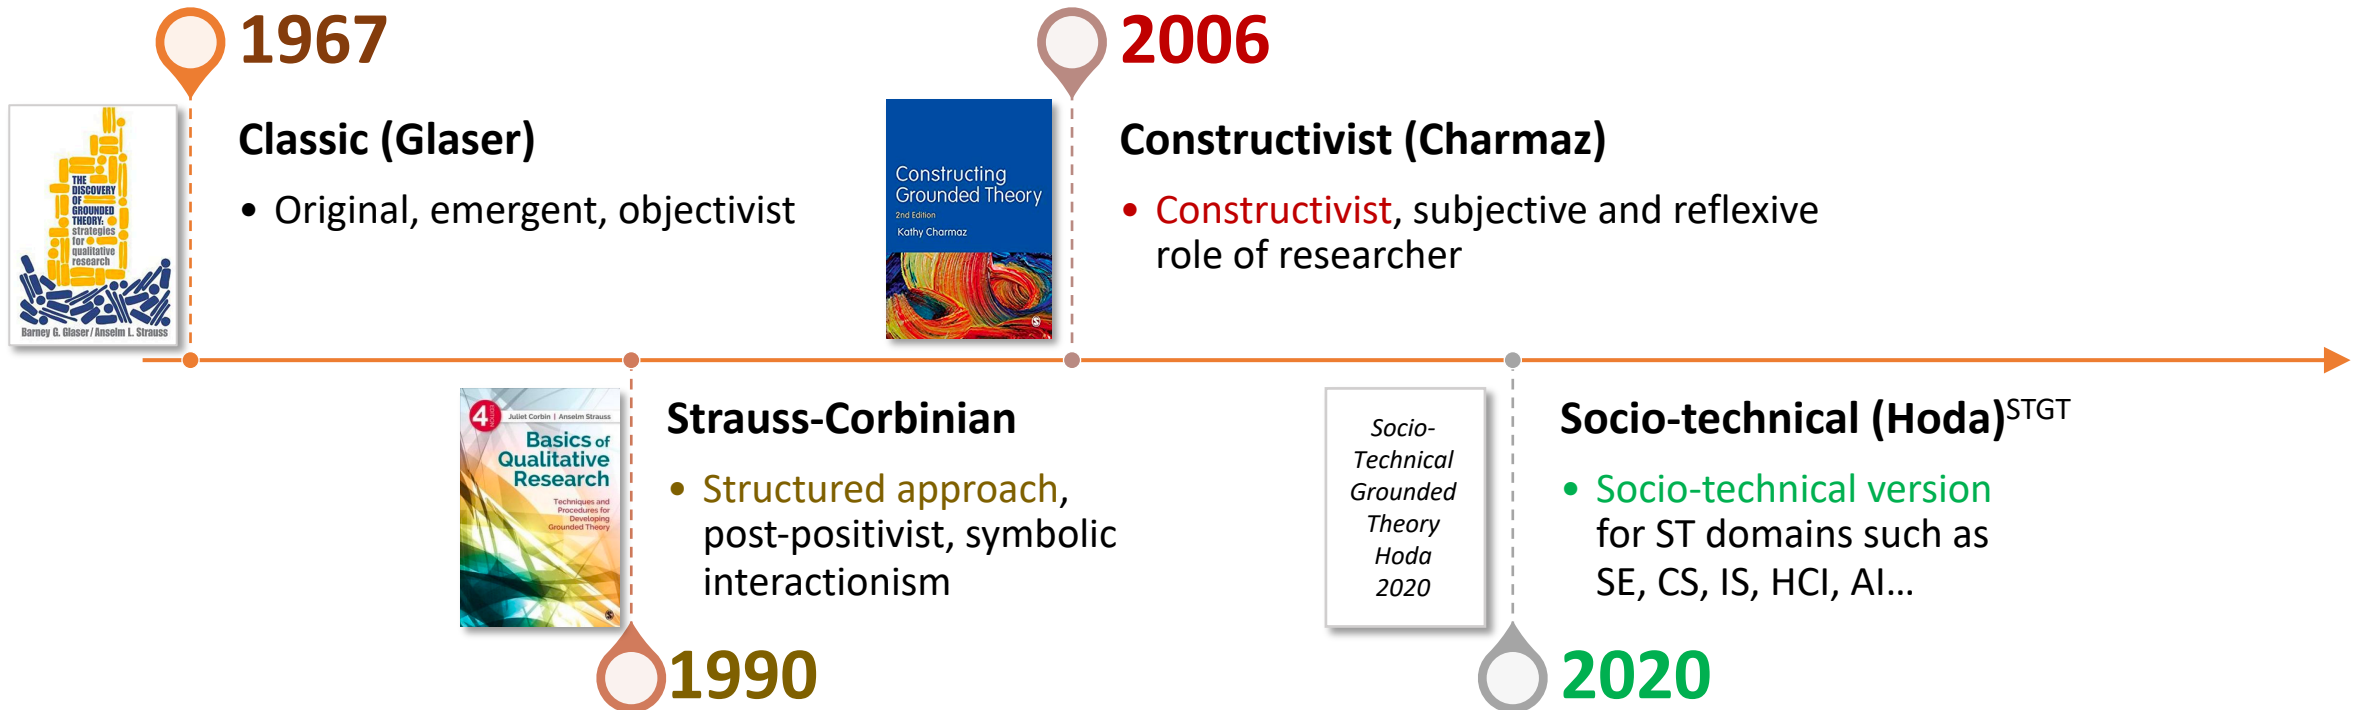 1967
Classic (Glaser)
• Original, emergent, objectivist
THE
DISCOVERY
OF
GROUNDED
THEORY:
strategies
for
qualitative
research
Barney G. Glaser / Anselm L. Strauss
2006
Constructivist (Charmaz)
• Constructivist, subjective and reflexive
role of researcher
Constructing
Grounded Theory
2nd Edition
Kathy Charmaz
Strauss-Corbinian
• Structured approach,
post-positivist, symbolic
interactionism
1990
4
EDITION
Juliet Corbin | Anselm Strauss
Basics of
Qualitative
Research
Techniques and
Procedures for
Developing
Grounded Theory
Socio-technical (Hoda)STGT
• Socio-technical version
for ST domains such as
SE, CS, IS, HCI, AI...
2020
Socio-
Technical
Grounded
Theory
Hoda
2020